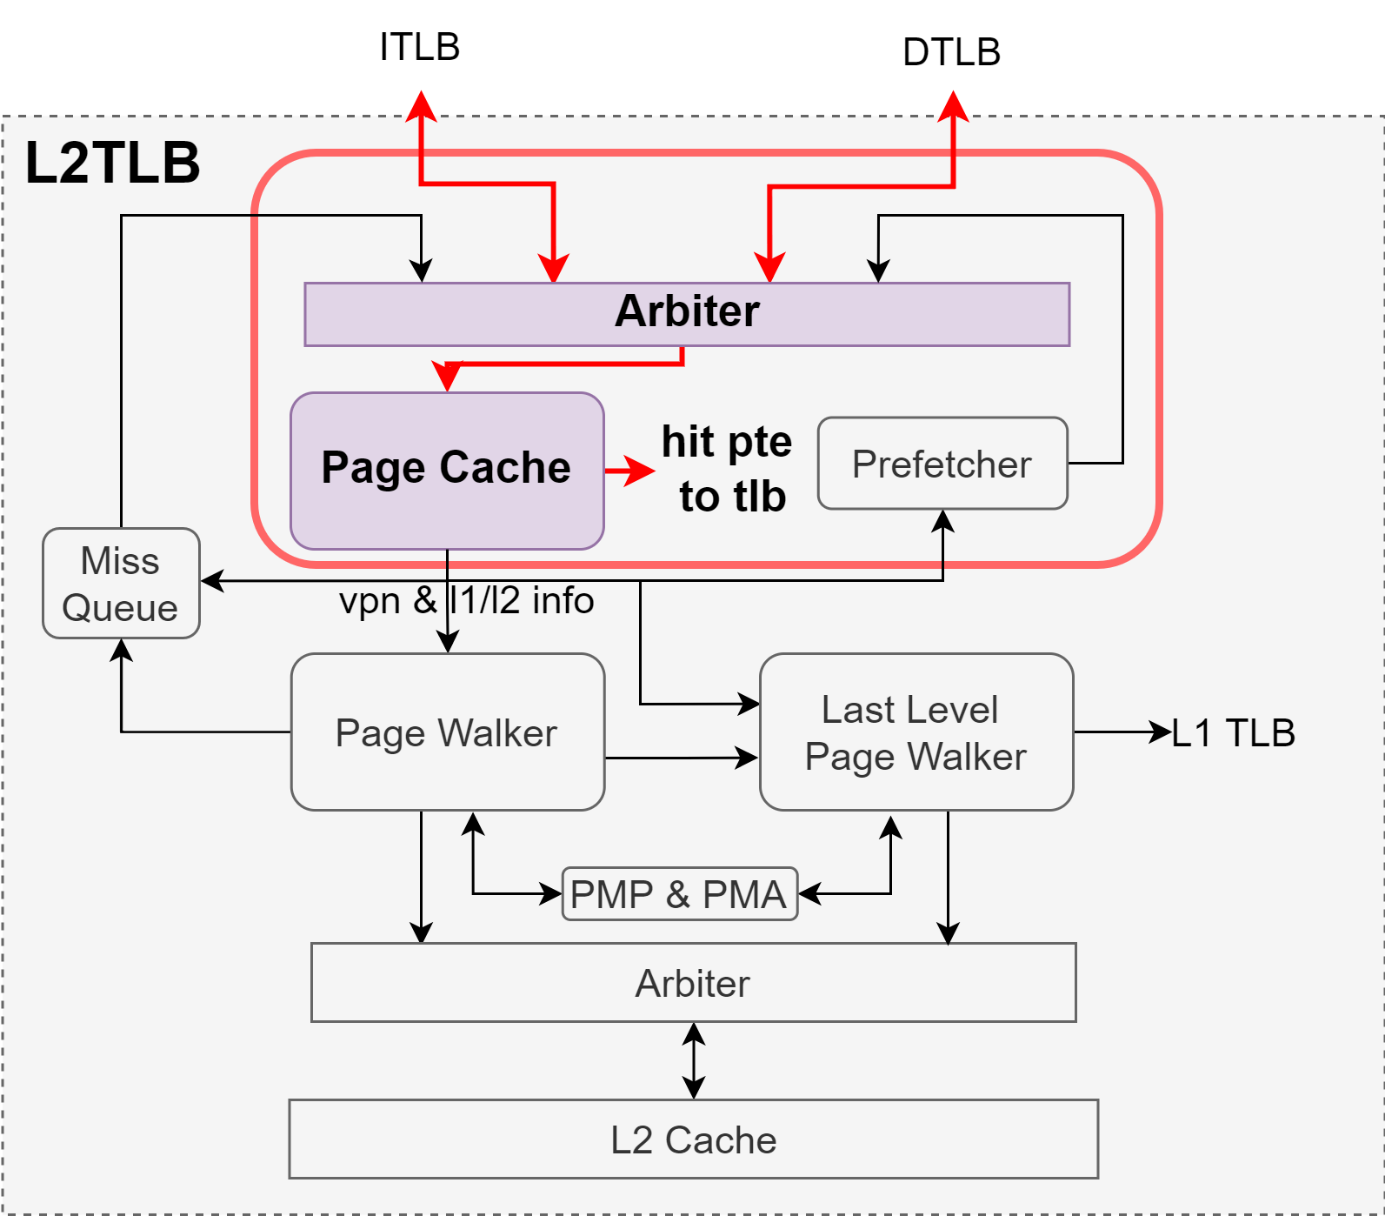 ITLB
DTLB
L2TLB
Arbiter
Page Cache
hit pte
to tlb
Prefetcher
Miss
Queue
vpn & l1/l2 info
Page Walker
Last Level
Page Walker
L1 TLB
PMP & PMA
Arbiter
L2 Cache